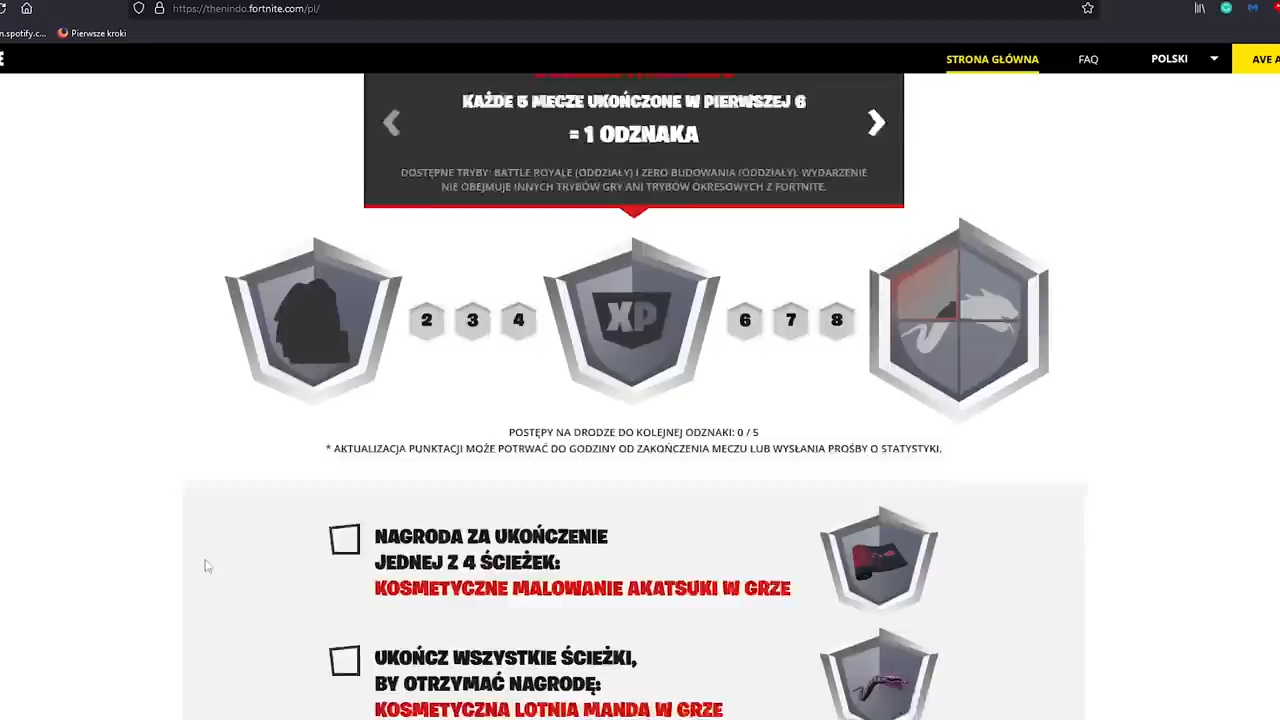 https://thenindo.fortnite.com/pl/
n.spotify.c... Pierwsze kroki
E STRONA GŁÓWNA FAQ POLSKI AVE A
KAŻDE 5 MECZE UKOŃCZONE W PIERWSZEJ 6
= 1 ODZNAKA
DOSTĘPNE TRYBY: BATTLE ROYALE (ODDZIAŁY) I ZERO BUDOWANIA (ODDZIAŁY). WYDARZENIE
NIE OBEJMUJE INNYCH TRYBÓW GRY ANI TRYBÓW OKRESOWYCH Z FORTNITE.
2 3 4 XP 6 7 8
POSTĘPY NA DRODZE DO KOLEJNEJ ODZNAKI: 0 / 5
* AKTUALIZACJA PUNKTACJI MOŻE POTRWAĆ DO GODZINY OD ZAKOŃCZENIA MECZU LUB WYSŁANIA PROŚBY O STATYSTYKI.
NAGRODA ZA UKOŃCZENIE
JEDNEJ Z 4 ŚCIEŻEK:
KOSMETYCZNE MALOWANIE AKATSUKI W GRZE
UKOŃCZ WSZYSTKIE ŚCIEŻKI,
BY OTRZYMAĆ NAGRODĘ:
KOSMETYCZNA LOTNIA MANDA W GRZE